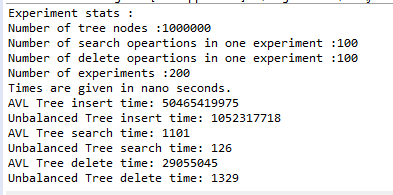 Experiment stats :
Number of tree nodes :1000000
Number of search opeartions in one experiment :100
Number of delete opeartions in one experiment :100
Number of experiments :200
Times are given in nano seconds.
AVL Tree insert time: 50465419975
Unbalanced Tree insert time: 1052317718
AVL Tree search time: 1101
Unbalanced Tree search time: 126
AVL Tree delete time: 29055045
Unbalanced Tree delete time: 1329